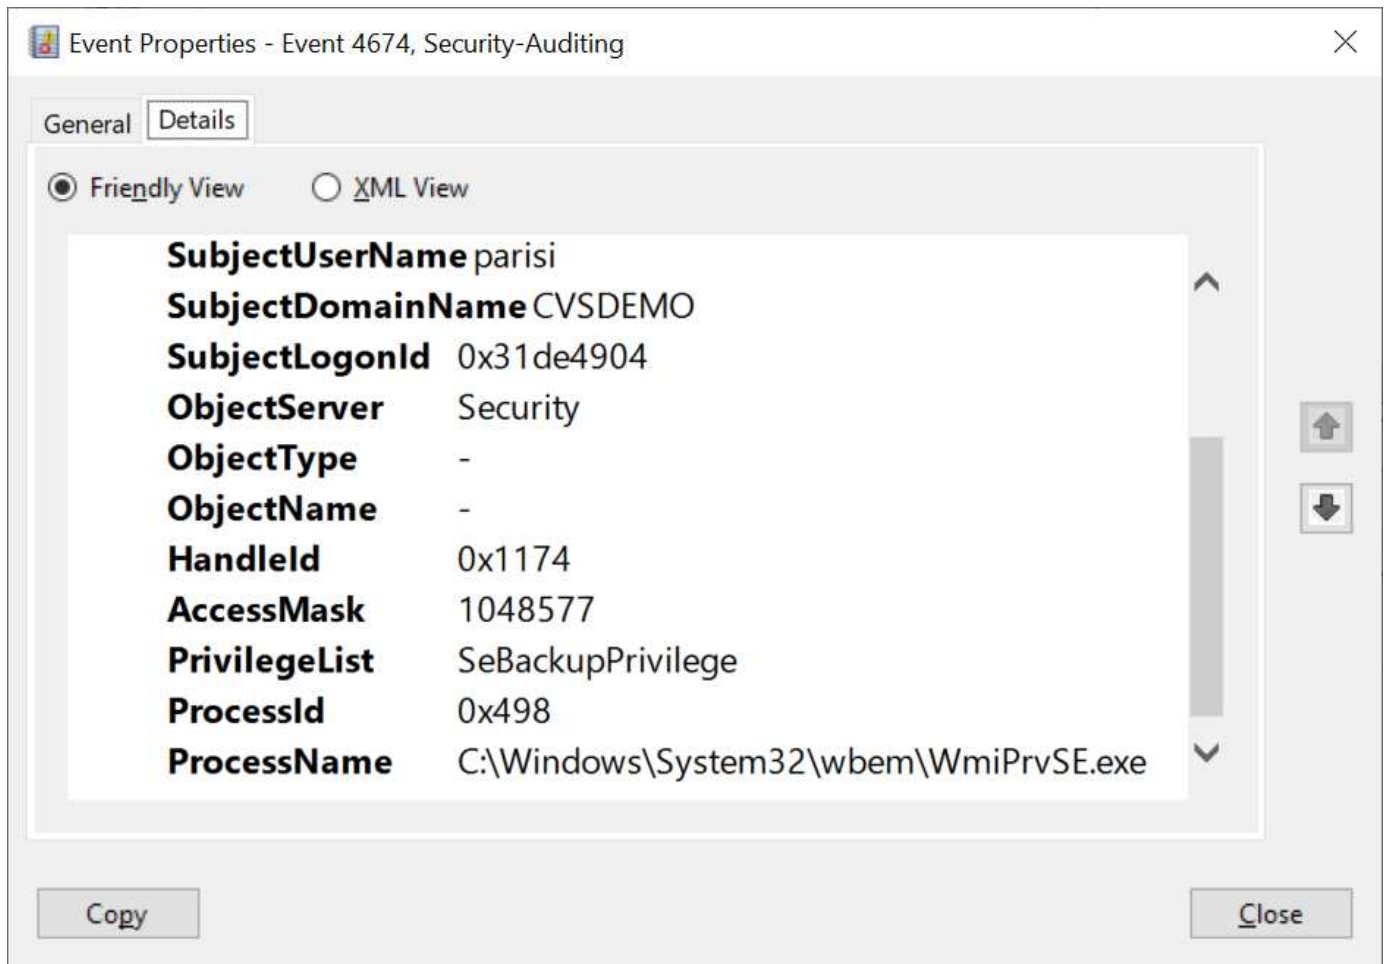 Event Properties - Event 4674, Security-Auditing
General Details
Friendly View XML View
SubjectUserName parisi
SubjectDomainName CVSDEMO
SubjectLogonId 0x31de4904
ObjectServer Security
ObjectType -
ObjectName -
HandleId 0x1174
AccessMask 1048577
PrivilegeList SeBackupPrivilege
ProcessId 0x498
ProcessName C:\Windows\System32\wbem\WmiPrvSE.exe
Copy Close